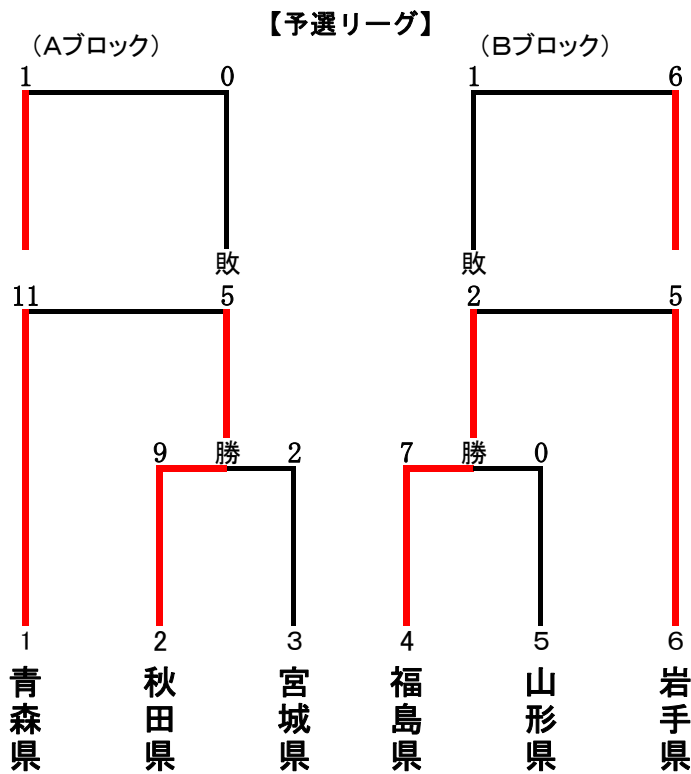 【予選リーグ】
（Aブロック）
（Bブロック）
1 0 1 6
敗 敗
11 5 2 5
9 勝 2 7 勝 0
1 2 3 4 5 6
青森県
秋田県
宮城県
福島県
山形県
岩手県